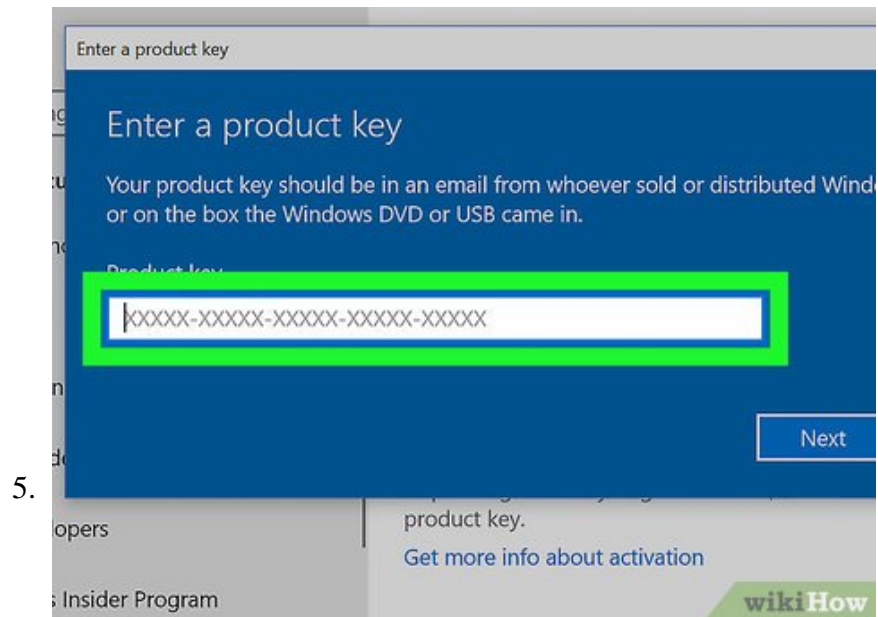 Enter a product key
Enter a product key
Your product key should be in an email from whoever sold or distributed
or on the box the Windows DVD or USB came in.
Product key
XXXXX-XXXXX-XXXXX-XXXXX-XXXXX
Next
5.
product key.
Get more info about activation
Insider Program
wikiHow